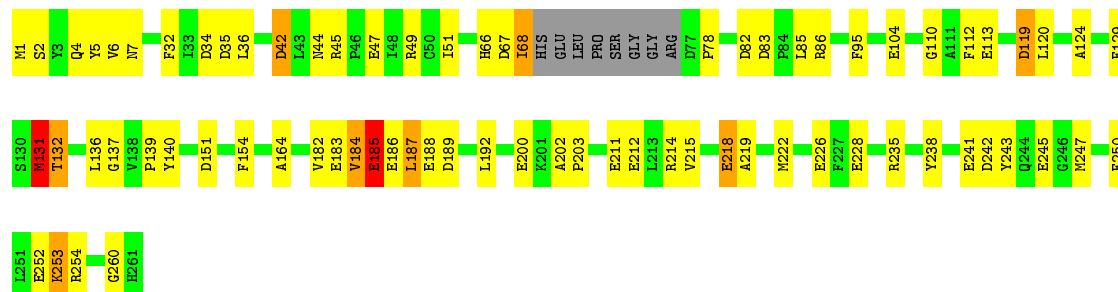 M1 S2 Y3 Q4 Y5 V6 N7 F32 I33 D34 D35 L36 D42 L43 N44 R45 P46 E47 I48 R49 C50 I51 H66 D67 I68 HIS GLU LEU PRO SER GLY GLY ARG D77 F78 D82 D83 P84 L85 R86 F95 E104 G110 A111 F112 E113 D119 L120 A124
S130 M131 T132 L136 G137 V138 P139 Y140 D151 F154 A164 V182 E183 V184 E185 E186 L187 E188 D189 L192 E200 K201 A202 P203 E211 E212 L213 R214 V215 E218 A219 M222 E226 F227 E228 R235 Y238 E241 D242 Y243 Q244 E245 G246 M247
L251 E252 K253 R254 G260 H261